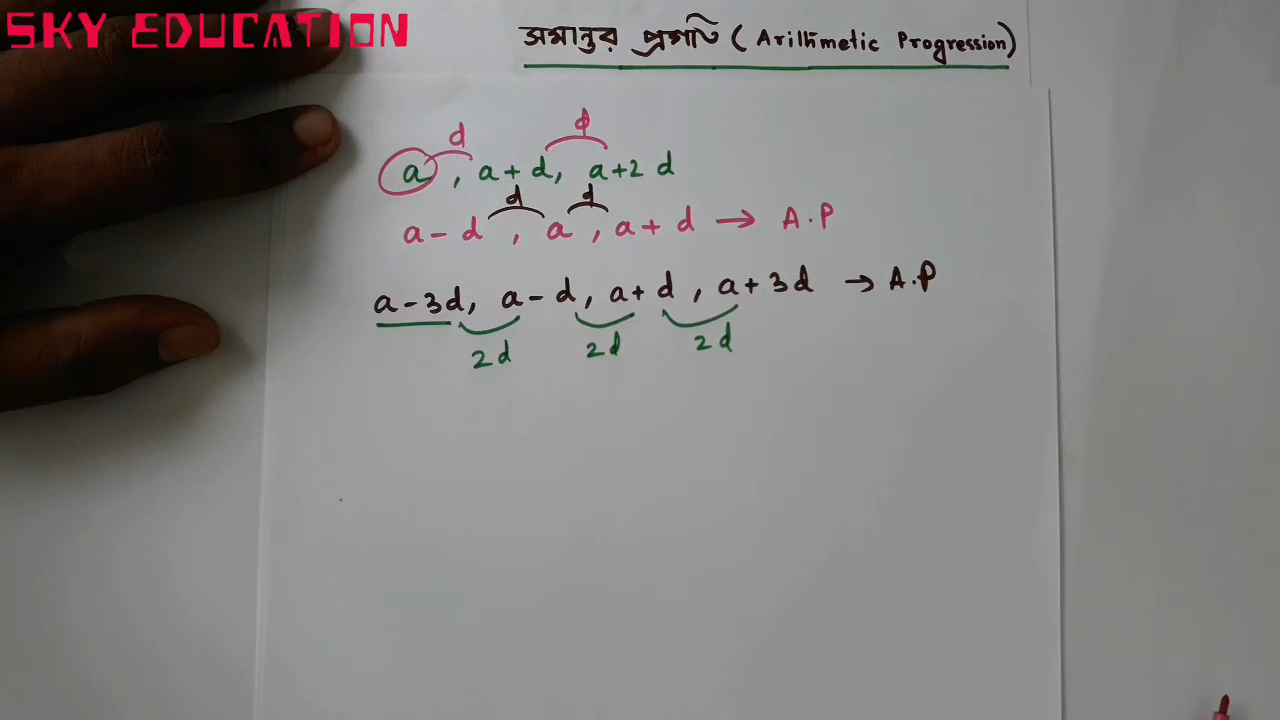 SKY EDUCATION
সমান্তর প্রগতি (Arithmetic Progression)
d d
a, a+d, a+2d
d d
a-d, a, a+d → A.P
a-3d, a-d, a+d, a+3d → A.P
2d 2d 2d